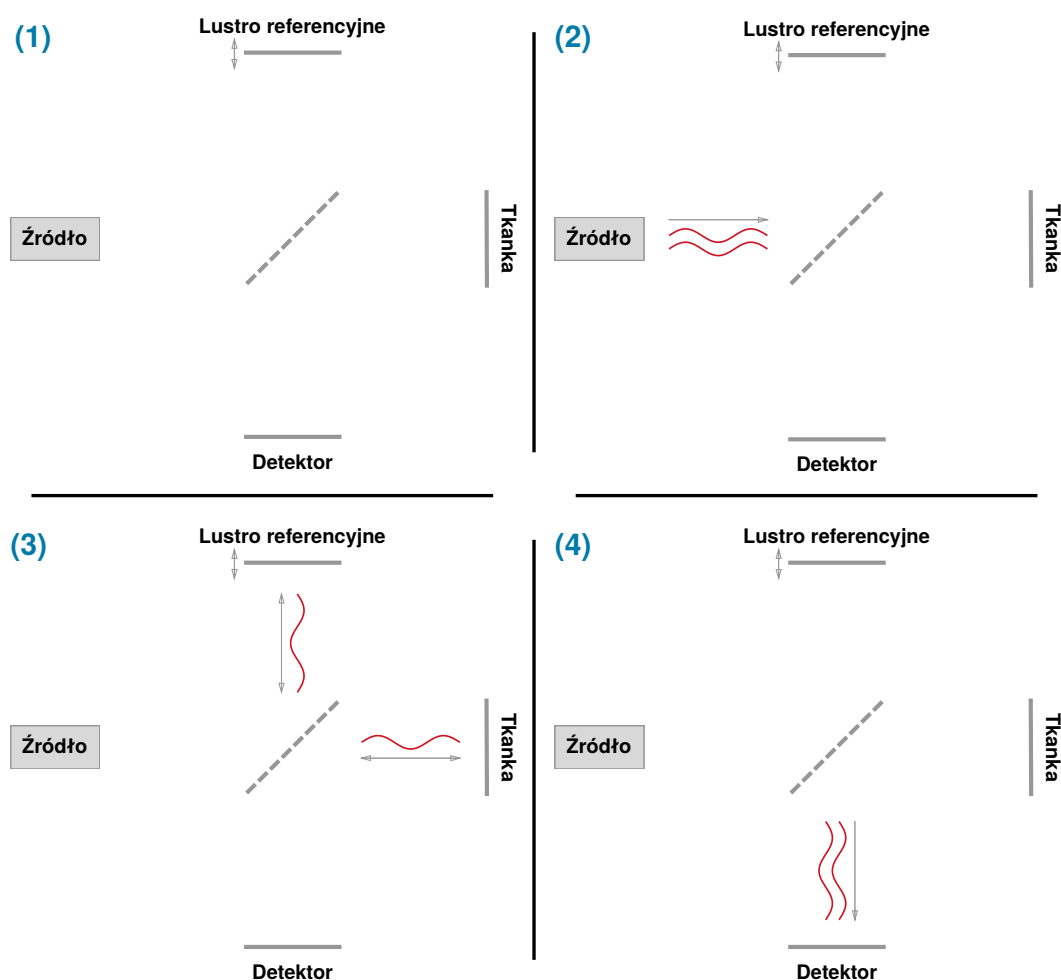 (1)
Lustro referencyjne
Źródło
Tkanka
Detektor
(2)
Lustro referencyjne
Źródło
Tkanka
Detektor
(3)
Lustro referencyjne
Źródło
Tkanka
Detektor
(4)
Lustro referencyjne
Źródło
Tkanka
Detektor